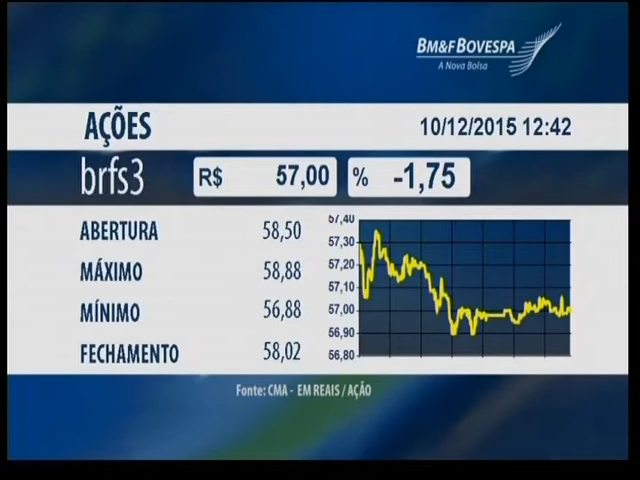 BM&FBOVESPA
A Nova Bolsa
AÇÕES 10/12/2015 12:42
brfs3 R$ 57,00 % -1,75
ABERTURA 58,50
MÁXIMO 58,88
MÍNIMO 56,88
FECHAMENTO 58,02
57,40
57,30
57,20
57,10
57,00
56,90
56,80
Fonte: CMA - EM REAIS / AÇÃO